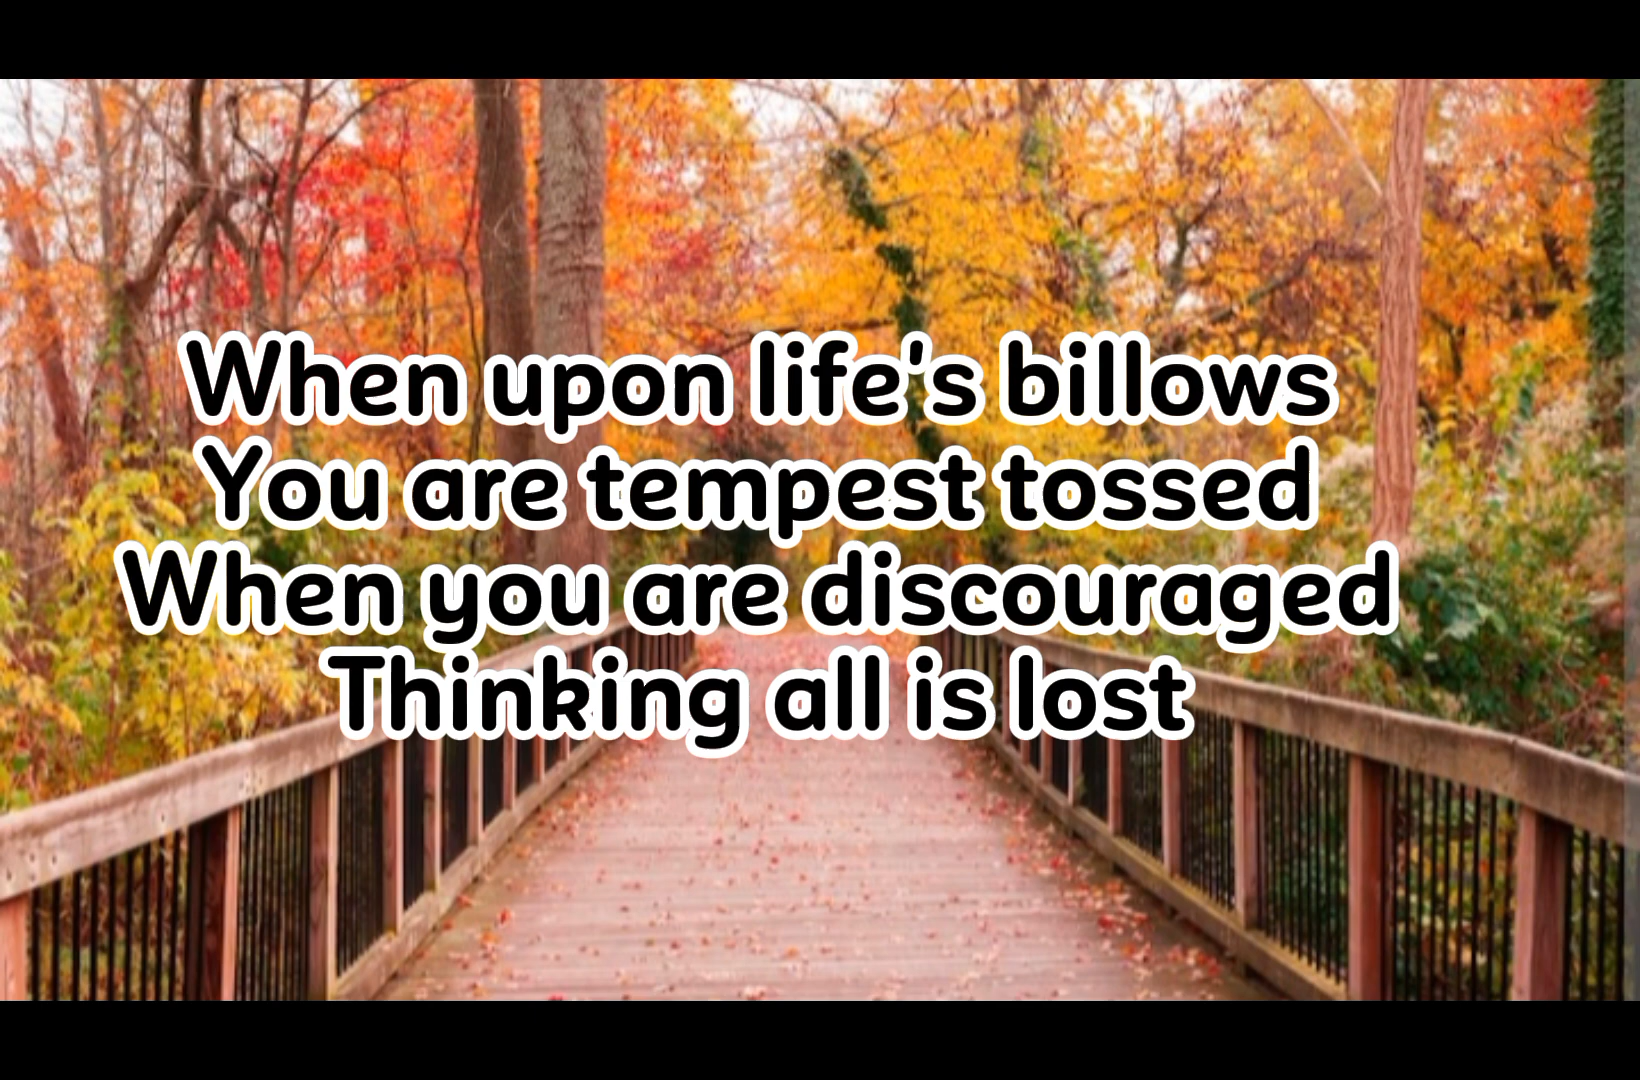 When upon life's billows
You are tempest tossed
When you are discouraged
Thinking all is lost